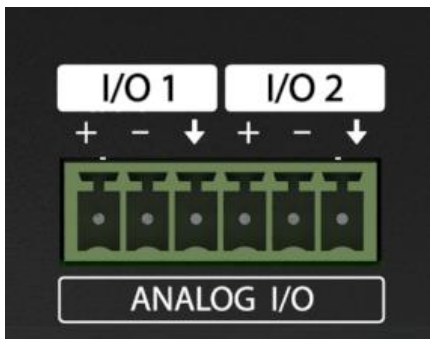 I/O 1 I/O 2
+ − ↓ + − ↓
ANALOG I/O